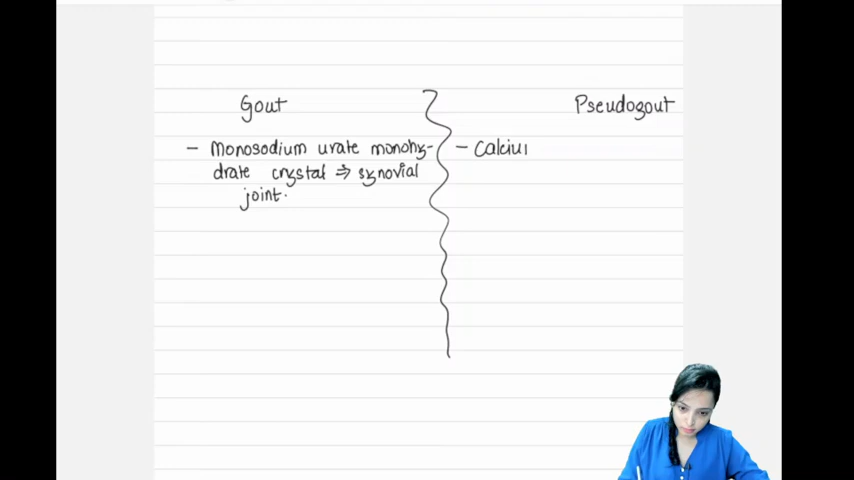 Gout
Pseudogout
- Monosodium urate monohy-
drate crystal ⇒ synovial
joint.
- Calciu